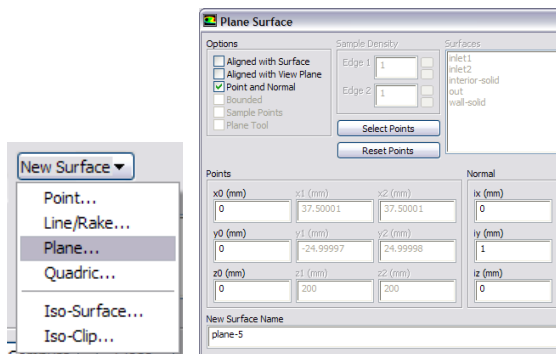 New Surface
Point...
Line/Rake...
Plane...
Quadric...
Iso-Surface...
Iso-Clip...
Plane Surface
Options
Aligned with Surface
Aligned with View Plane
Point and Normal
Bounded
Sample Points
Plane Tool
Sample Density
Edge 1
1
Edge 2
1
Select Points
Reset Points
Surfaces
inlet1
inlet2
interior-solid
out
wall-solid
Points
x0 (mm) x1 (mm) x2 (mm)
0 37.50001 37.50001
y0 (mm) y1 (mm) y2 (mm)
0 -24.99997 24.99998
z0 (mm) z1 (mm) z2 (mm)
0 200 200
Normal
ix (mm)
0
iy (mm)
1
iz (mm)
0
New Surface Name
plane-5